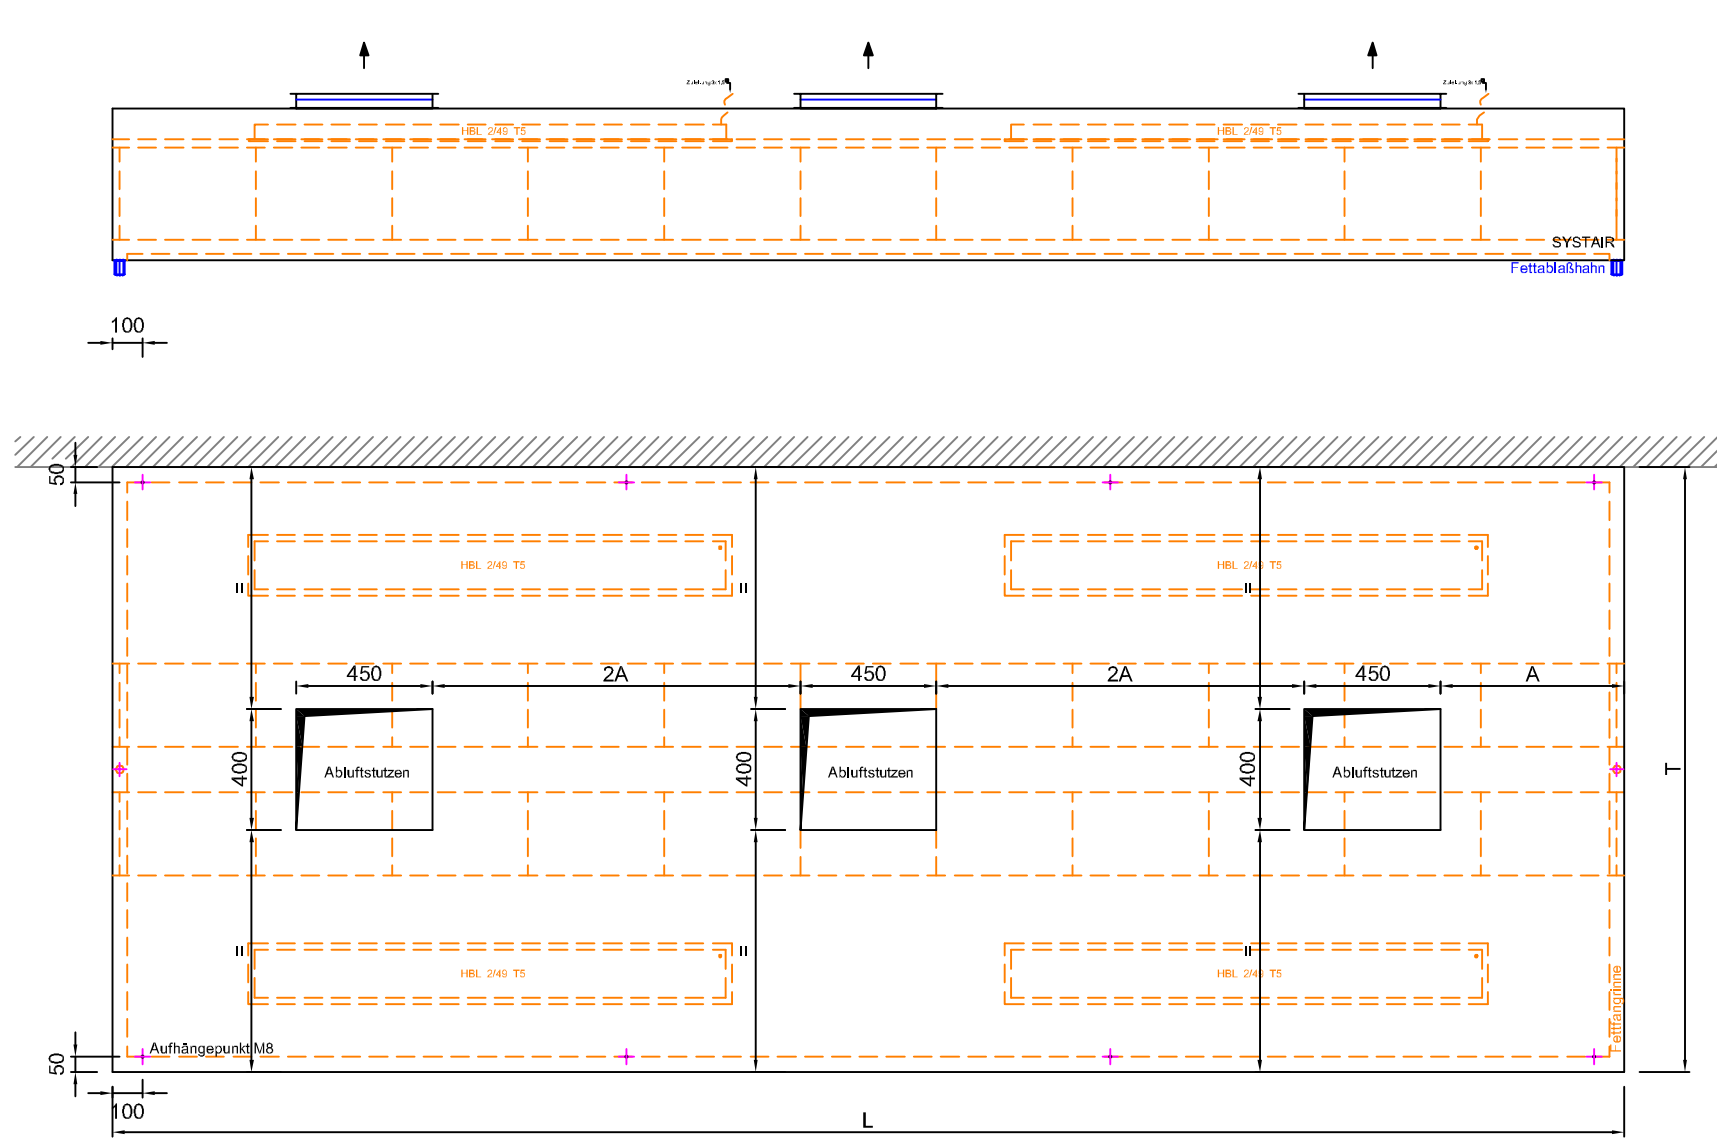 HBL 2/49 T5
HBL 2/49 T5
SYSTAIR
Fettablaßhahn
100
50
HBL 2/49 T5
HBL 2/49 T5
=
=
=
450
2A
450
2A
450
A
400
Abluftstutzen
400
Abluftstutzen
400
Abluftstutzen
T
=
=
=
HBL 2/49 T5
HBL 2/49 T5
Fettfangrinne
Aufhängepunkt M8
50
100
L